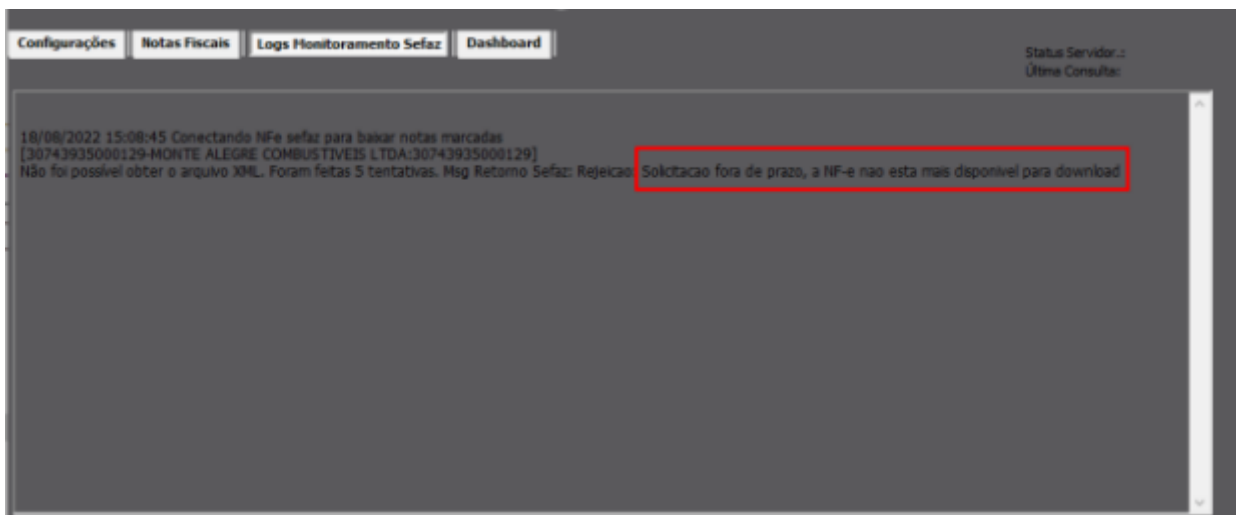 Configurações Notas Fiscais Logs Monitoramento Sefaz Dashboard
Status Servidor..:
Última Consulta:
18/08/2022 15:08:45 Conectando NFe sefaz para baixar notas marcadas
[30743935000129-MONTE ALEGRE COMBUSTIVEIS LTDA:30743935000129]
Não foi possível obter o arquivo XML. Foram feitas 5 tentativas. Msg Retorno Sefaz: Rejeicao: Solicitacao fora de prazo, a NF-e nao esta mais disponivel para download